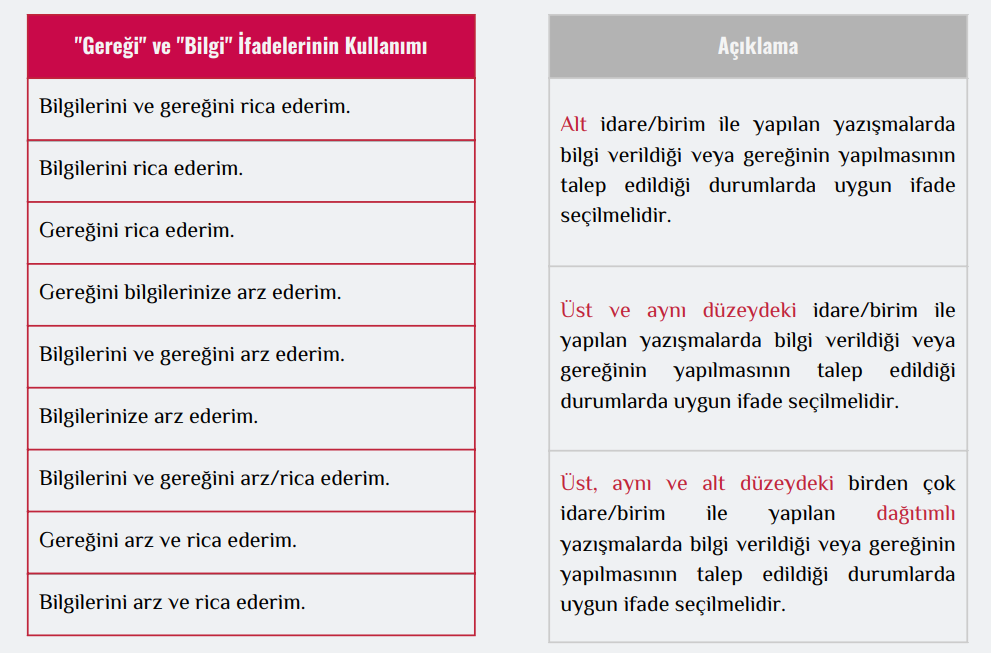 "Gereği" ve "Bilgi" İfadelerinin Kullanımı
Bilgilerini ve gereğini rica ederim.
Bilgilerini rica ederim.
Gereğini rica ederim.
Gereğini bilgilerinize arz ederim.
Bilgilerini ve gereğini arz ederim.
Bilgilerinize arz ederim.
Bilgilerini ve gereğini arz/rica ederim.
Gereğini arz ve rica ederim.
Bilgilerini arz ve rica ederim.
Açıklama
Alt idare/birim ile yapılan yazışmalarda
bilgi verildiği veya gereğinin yapılmasının
talep edildiği durumlarda uygun ifade
seçilmelidir.
Üst ve aynı düzeydeki idare/birim ile
yapılan yazışmalarda bilgi verildiği veya
gereğinin yapılmasının talep edildiği
durumlarda uygun ifade seçilmelidir.
Üst, aynı ve alt düzeydeki birden çok
idare/birim ile yapılan dağıtımlı
yazışmalarda bilgi verildiği veya gereğinin
yapılmasının talep edildiği durumlarda
uygun ifade seçilmelidir.